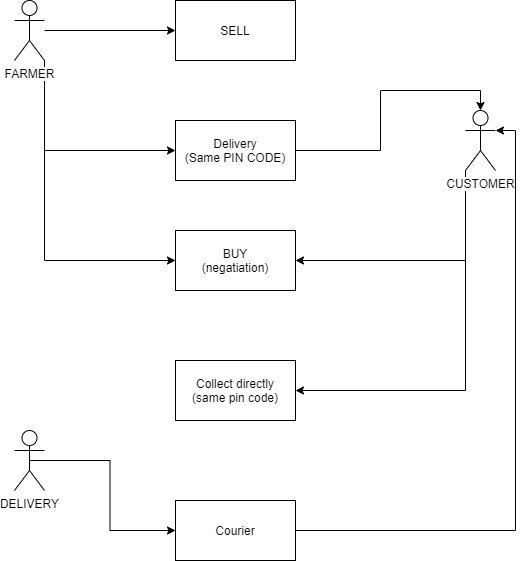 SELL
FARMER
Delivery
(Same PIN CODE)
CUSTOMER
BUY
(negatiation)
Collect directly
(same pin code)
DELIVERY
Courier